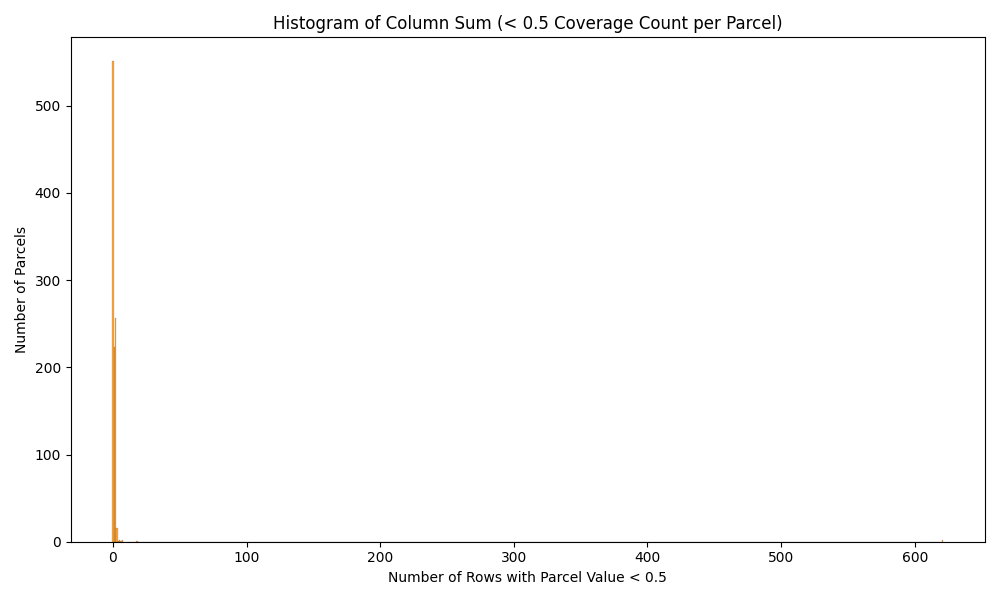 Histogram of Column Sum (< 0.5 Coverage Count per Parcel)
Number of Parcels
500
400
300
200
100
0
0 100 200 300 400 500 600
Number of Rows with Parcel Value < 0.5